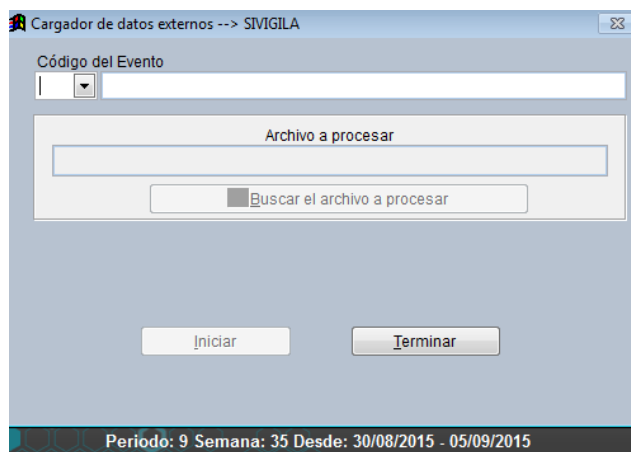 Cargador de datos externos --> SIVIGILA
Código del Evento
Archivo a procesar
Buscar el archivo a procesar
Iniciar
Terminar
Periodo: 9 Semana: 35 Desde: 30/08/2015 - 05/09/2015